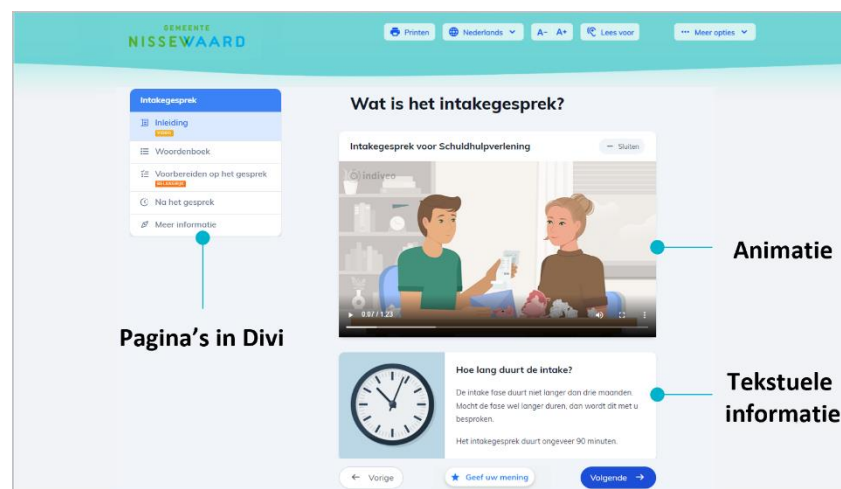 GEMEENTE
NISSEWAARD
Printen
Nederlands
A- A+
Lees voor
Meer opties
Intakegesprek
Inleiding
Woordenboek
Voorbereiden op het gesprek
Na het gesprek
Meer informatie
Pagina's in Divi
Wat is het intakegesprek?
Intakegesprek voor Schuldhulpverlening
Sluiten
indiveo
0:07 / 1:23
Animatie
Hoe lang duurt de intake?
De intake fase duurt niet langer dan drie maanden.
Mocht de fase wel langer duren, dan wordt dit met u
besproken.
Het intakegesprek duurt ongeveer 90 minuten.
Tekstuele
informatie
Vorige
Geef uw mening
Volgende